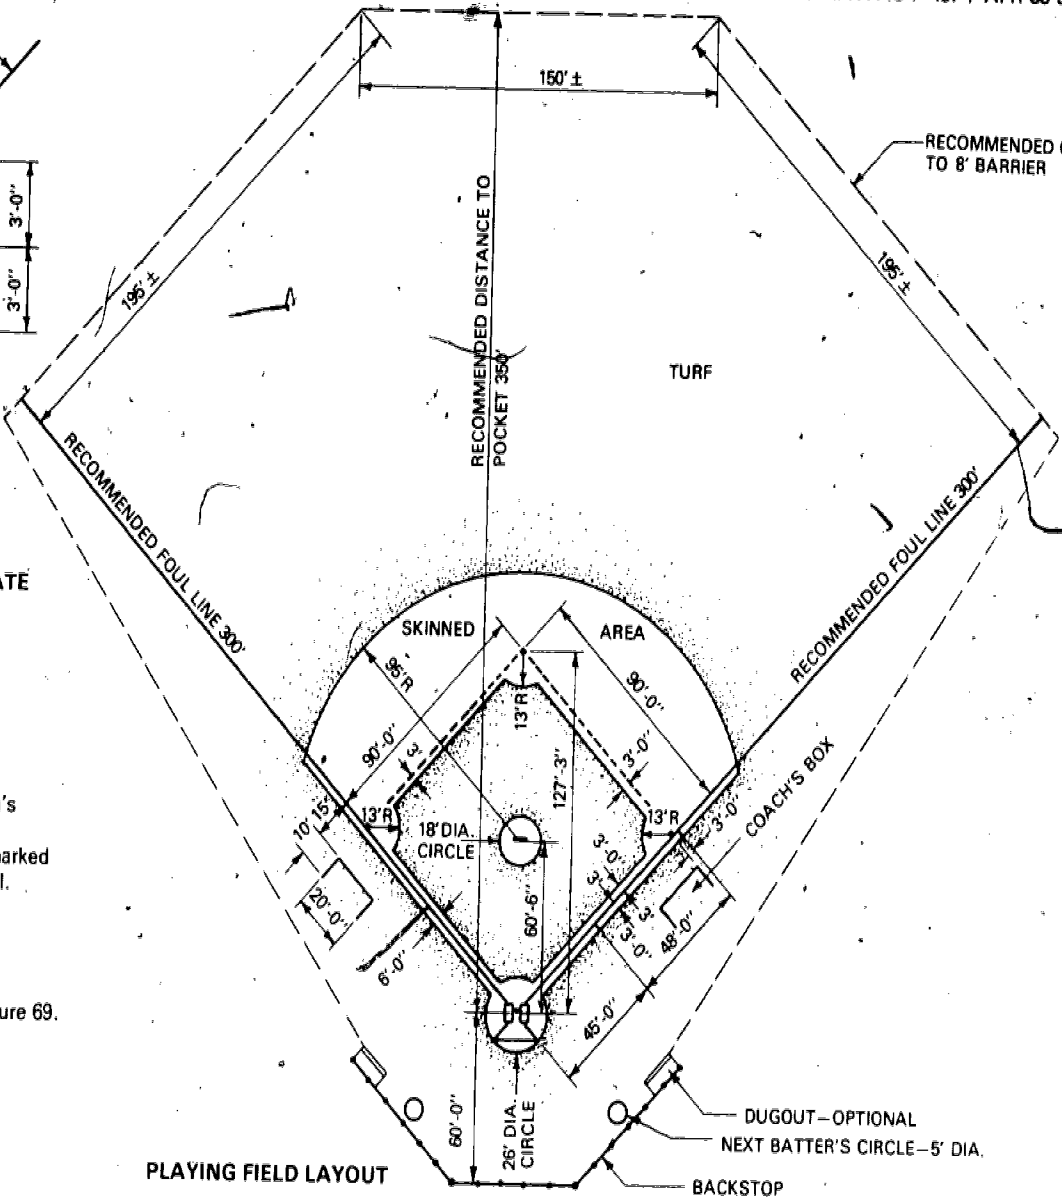 150' ±
RECOMMENDED
TO 8' BARRIER
3'-0"
3'-0"
195' ±
195' ±
RECOMMENDED DISTANCE TO
POCKET 350'
TURF
RECOMMENDED FOUL LINE 300'
RECOMMENDED FOUL LINE 300'
SKINNED
AREA
95'R
90'-0"
90'-0"
13'R
3'
3'-0"
127'.3"
COACH'S BOX
10'
15'
13'R
18' DIA.
CIRCLE
13'R
3'-0"
3'-0"
3'
3'
3'-0"
60'-6"
20'-0"
48'-0"
6'-0"
45'-0"
arked
l.
ure 69.
60'-0"
26' DIA.
CIRCLE
DUGOUT–OPTIONAL
NEXT BATTER'S CIRCLE–5' DIA.
BACKSTOP
PLAYING FIELD LAYOUT